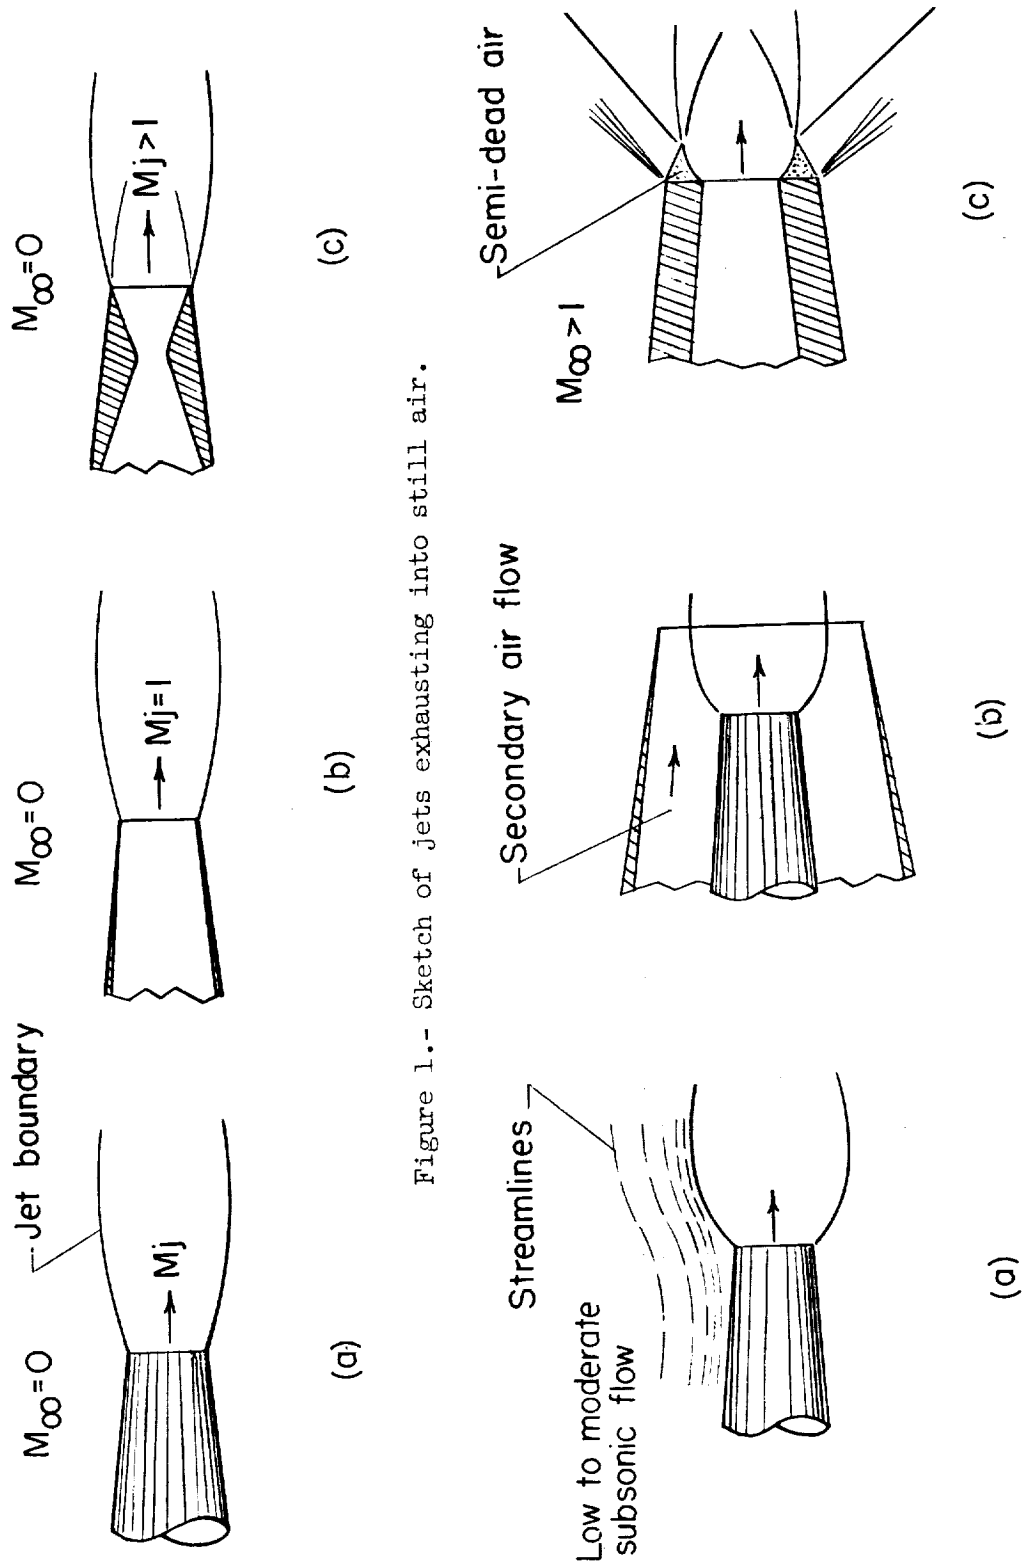 M∞=0
Jet boundary
Mj
(a)
M∞=0
Mj=1
(b)
M∞=0
Mj>1
(c)
Figure 1.- Sketch of jets exhausting into still air.
Low to moderate
subsonic flow
Streamlines
(a)
Secondary air flow
(b)
M∞>1
Semi-dead air
(c)